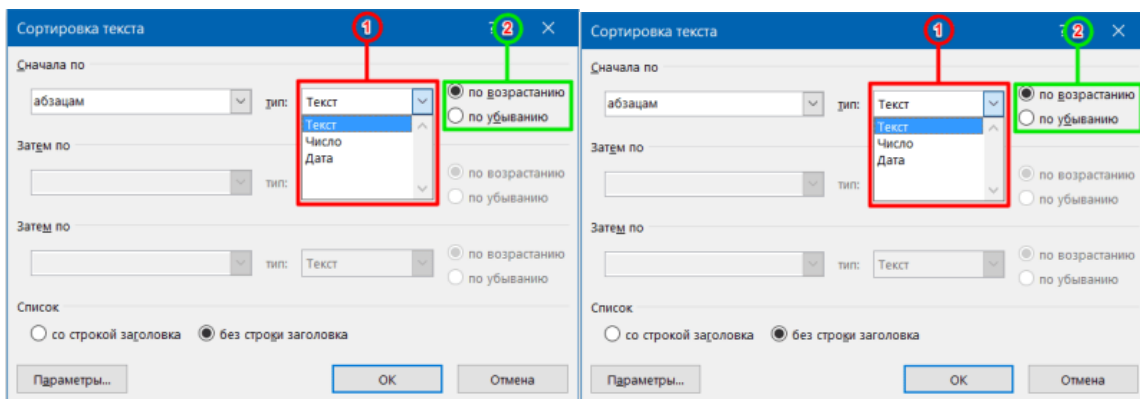 Сортировка текста 1 ? 2 ×
Сначала по
абзацам тип: Текст по возрастанию
по убыванию
Текст
Число
Дата
Затем по
тип: по возрастанию
по убыванию
Затем по
тип: Текст по возрастанию
по убыванию
Список
со строкой заголовка без строки заголовка
Параметры... ОК Отмена
Сортировка текста 1 ? 2 ×
Сначала по
абзацам тип: Текст по возрастанию
по убыванию
Текст
Число
Дата
Затем по
тип: по возрастанию
по убыванию
Затем по
тип: Текст по возрастанию
по убыванию
Список
со строкой заголовка без строки заголовка
Параметры... ОК Отмена